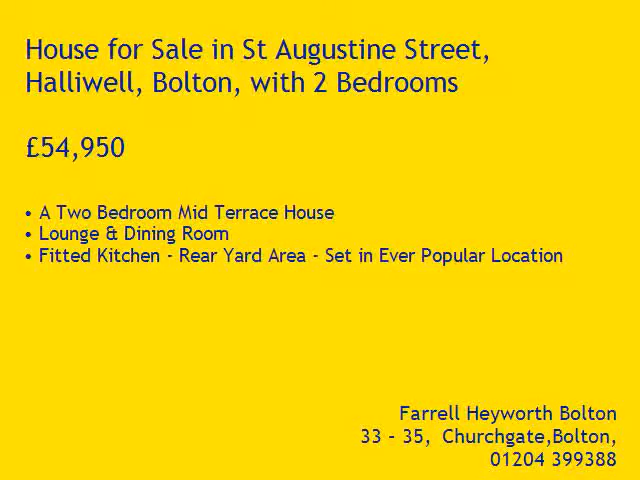 House for Sale in St Augustine Street,
Halliwell, Bolton, with 2 Bedrooms
£54,950
• A Two Bedroom Mid Terrace House
• Lounge & Dining Room
• Fitted Kitchen - Rear Yard Area - Set in Ever Popular Location
Farrell Heyworth Bolton
33 - 35, Churchgate,Bolton,
01204 399388